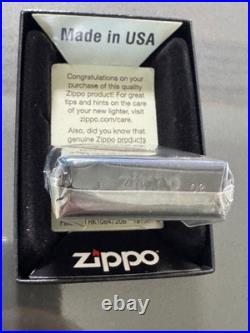 Made in USA
Congratulations on your
purchase of this quality
Zippo product! For great
tips and hints on the care
of your new lighter, visit
zippo.com/care.
Also, did you know that
genuine Zippo products
zippo